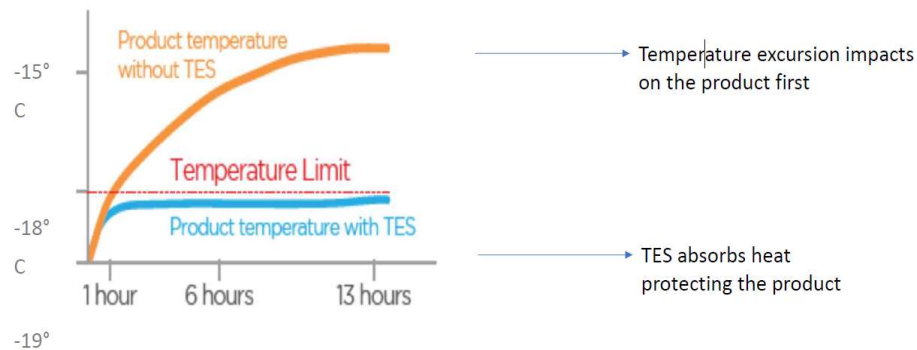 Product temperature
without TES
-15°
C
Temperature Limit
Product temperature with TES
-18°
C
1 hour
6 hours
13 hours
-19°
Temperature excursion impacts
on the product first
TES absorbs heat
protecting the product